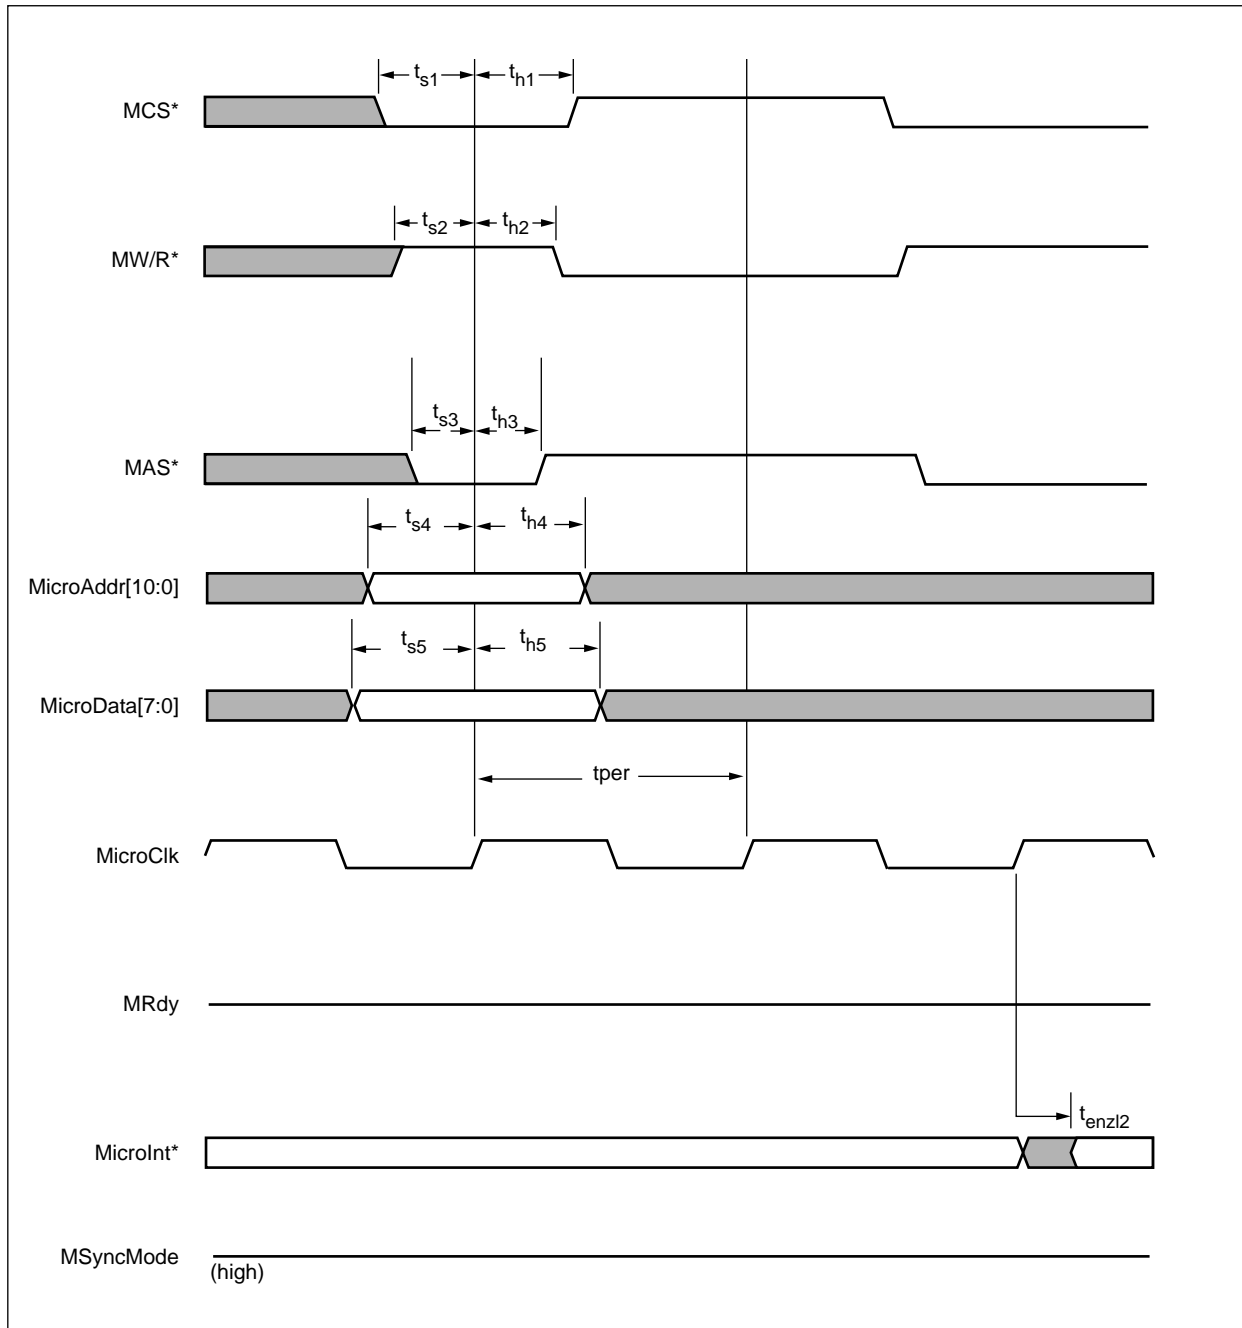 ts1 th1
MCS*
ts2 th2
MW/R*
ts3 th3
MAS*
ts4 th4
MicroAddr[10:0]
ts5 th5
MicroData[7:0]
tper
MicroClk
MRdy
tenzl2
MicroInt*
MSyncMode
(high)